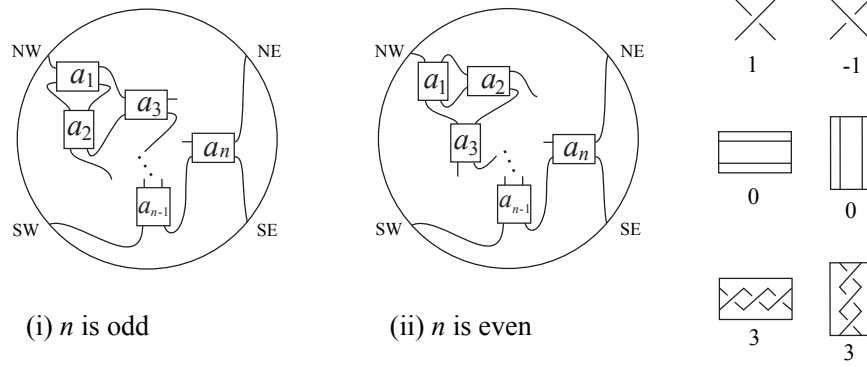 NW
NE
a1
a2
a3
an
an-1
SW
SE
(i) n is odd
NW
NE
a1
a2
a3
an
an-1
SW
SE
(ii) n is even
1
-1
0
0
3
3